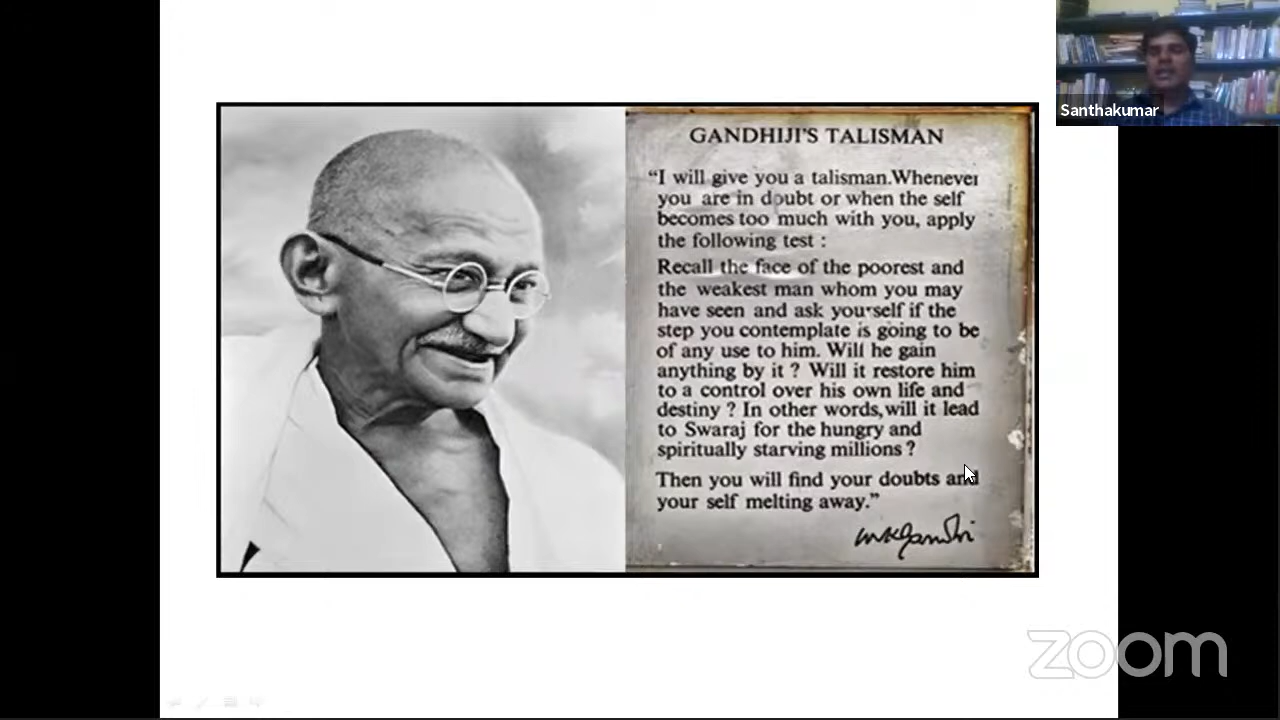 Santhakumar
GANDHIJI'S TALISMAN
“I will give you a talisman.Whenever
you are in doubt or when the self
becomes too much with you, apply
the following test :
Recall the face of the poorest and
the weakest man whom you may
have seen and ask yourself if the
step you contemplate is going to be
of any use to him. Will he gain
anything by it ? Will it restore him
to a control over his own life and
destiny ? In other words,will it lead
to Swaraj for the hungry and
spiritually starving millions ?
Then you will find your doubts and
your self melting away.”
MKGandhi
zoom